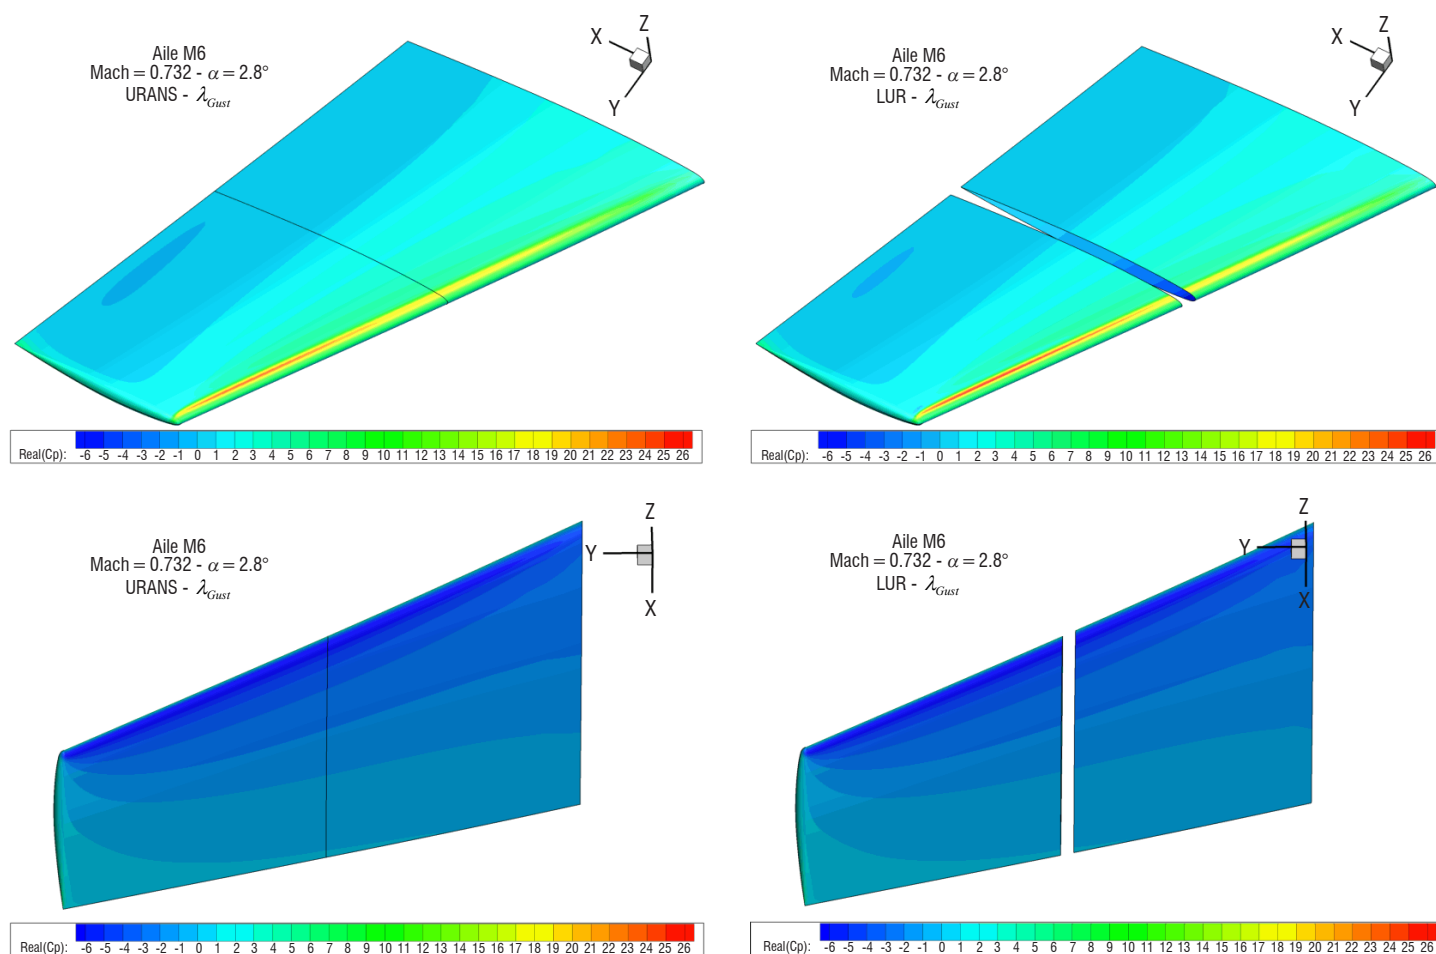 Aile M6
Mach = 0.732 - α = 2.8°
URANS - λGust
X
Z
Y
Real(Cp): -6 -5 -4 -3 -2 -1 0 1 2 3 4 5 6 7 8 9 10 11 12 13 14 15 16 17 18 19 20 21 22 23 24 25 26
Aile M6
Mach = 0.732 - α = 2.8°
LUR - λGust
X
Z
Y
Real(Cp): -6 -5 -4 -3 -2 -1 0 1 2 3 4 5 6 7 8 9 10 11 12 13 14 15 16 17 18 19 20 21 22 23 24 25 26
Aile M6
Mach = 0.732 - α = 2.8°
URANS - λGust
Z
Y
X
Real(Cp): -6 -5 -4 -3 -2 -1 0 1 2 3 4 5 6 7 8 9 10 11 12 13 14 15 16 17 18 19 20 21 22 23 24 25 26
Aile M6
Mach = 0.732 - α = 2.8°
LUR - λGust
Z
Y
X
Real(Cp): -6 -5 -4 -3 -2 -1 0 1 2 3 4 5 6 7 8 9 10 11 12 13 14 15 16 17 18 19 20 21 22 23 24 25 26